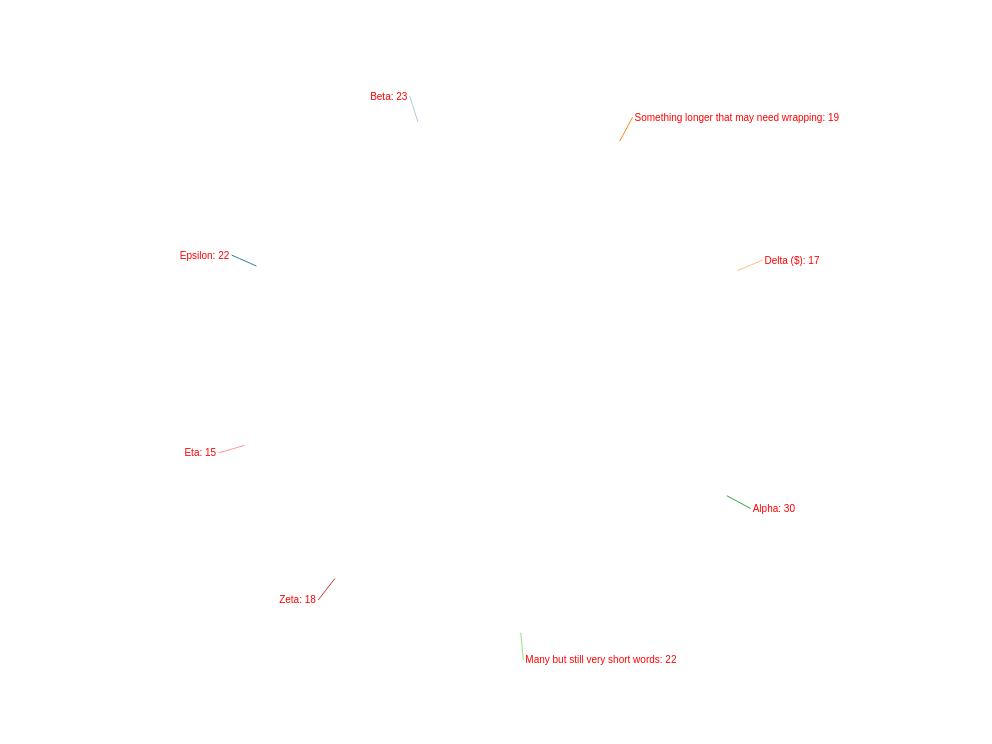 Beta: 23
Something longer that may need wrapping: 19
Epsilon: 22
Delta ($): 17
Eta: 15
Alpha: 30
Zeta: 18
Many but still very short words: 22